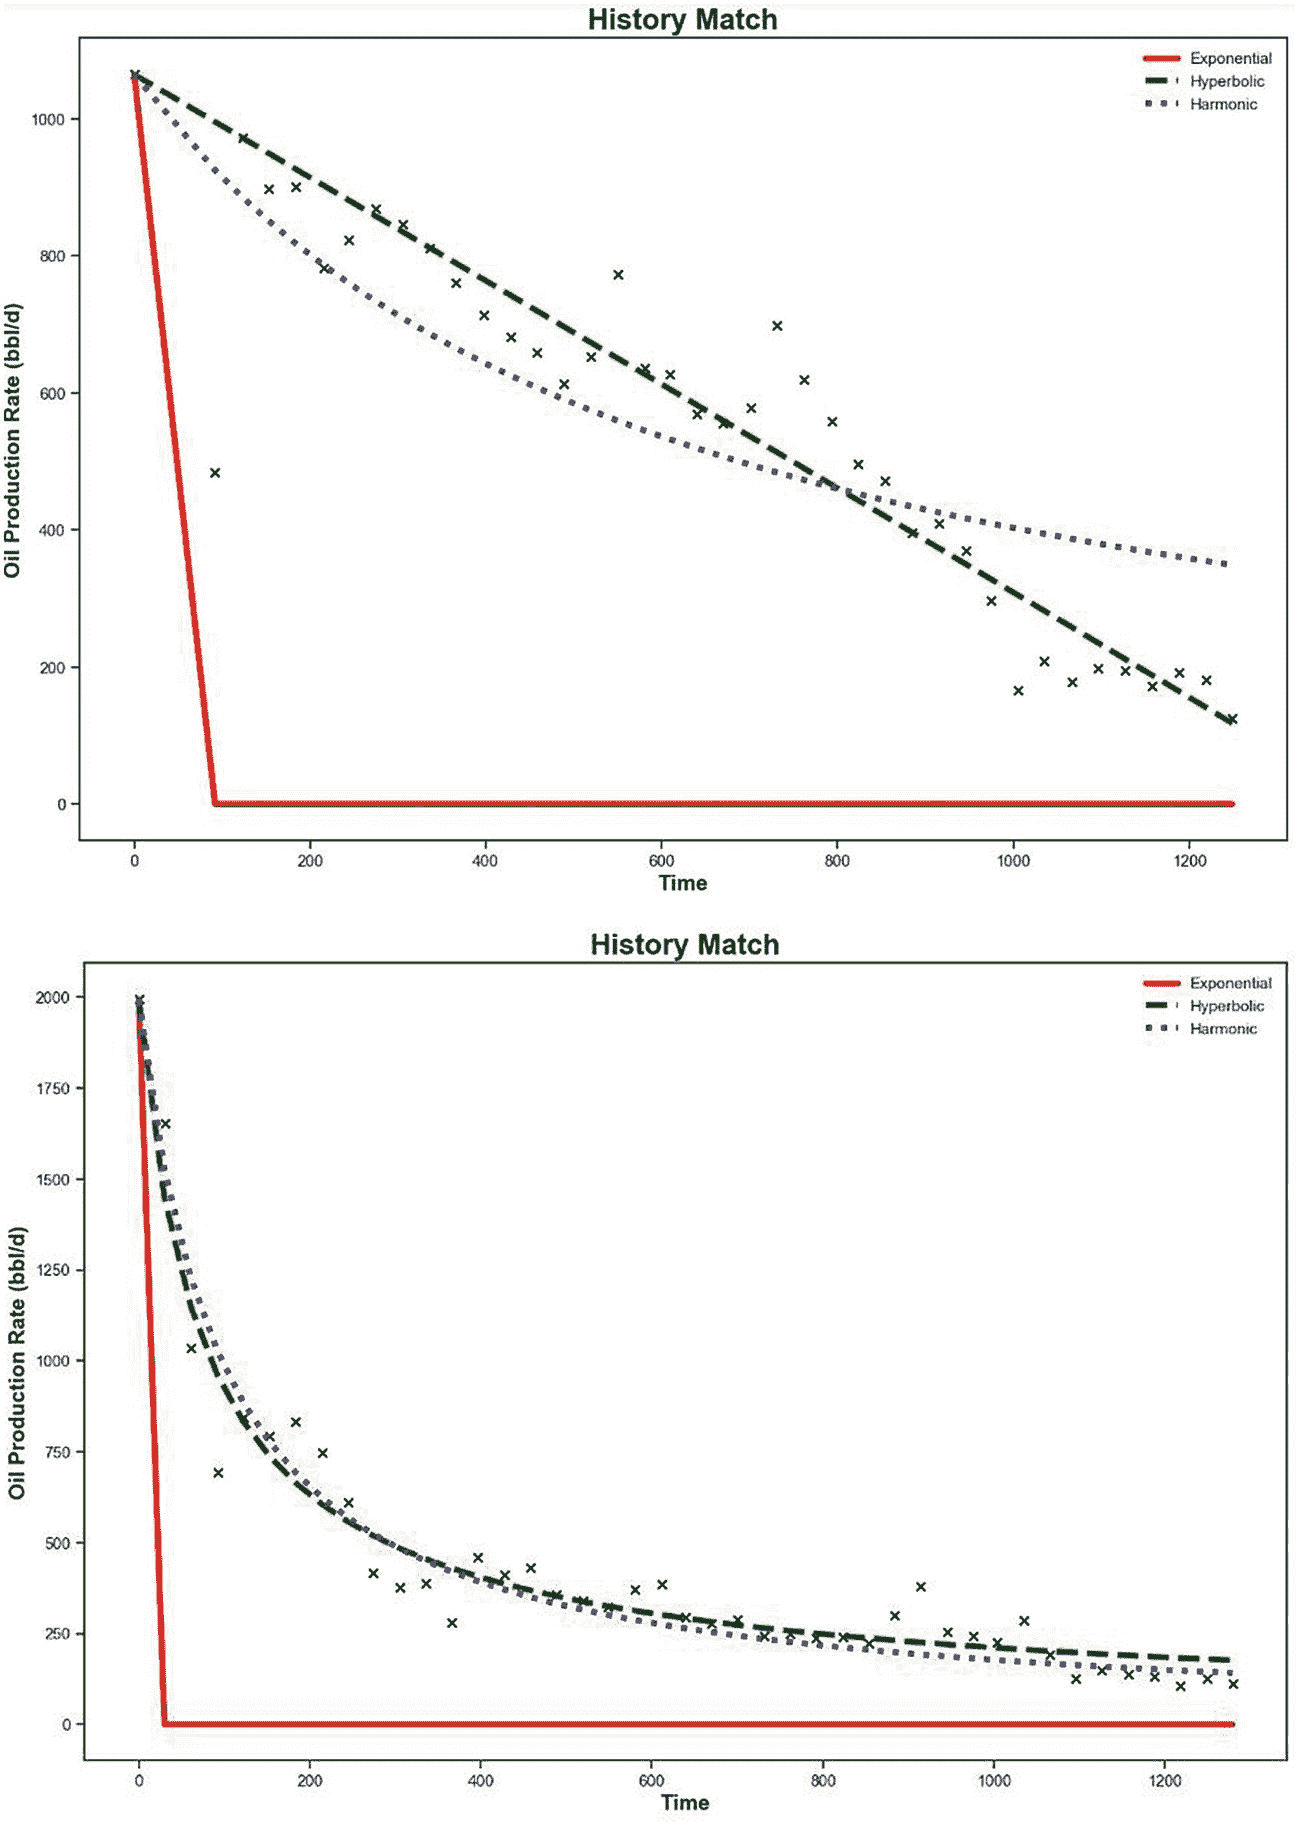 History Match
Exponential
Hyperbolic
Harmonic
Oil Production Rate (bbl/d)
1000
800
600
400
200
0
0 200 400 600 800 1000 1200
Time
History Match
Exponential
Hyperbolic
Harmonic
Oil Production Rate (bbl/d)
2000
1750
1500
1250
1000
750
500
250
0
0 200 400 600 800 1000 1200
Time